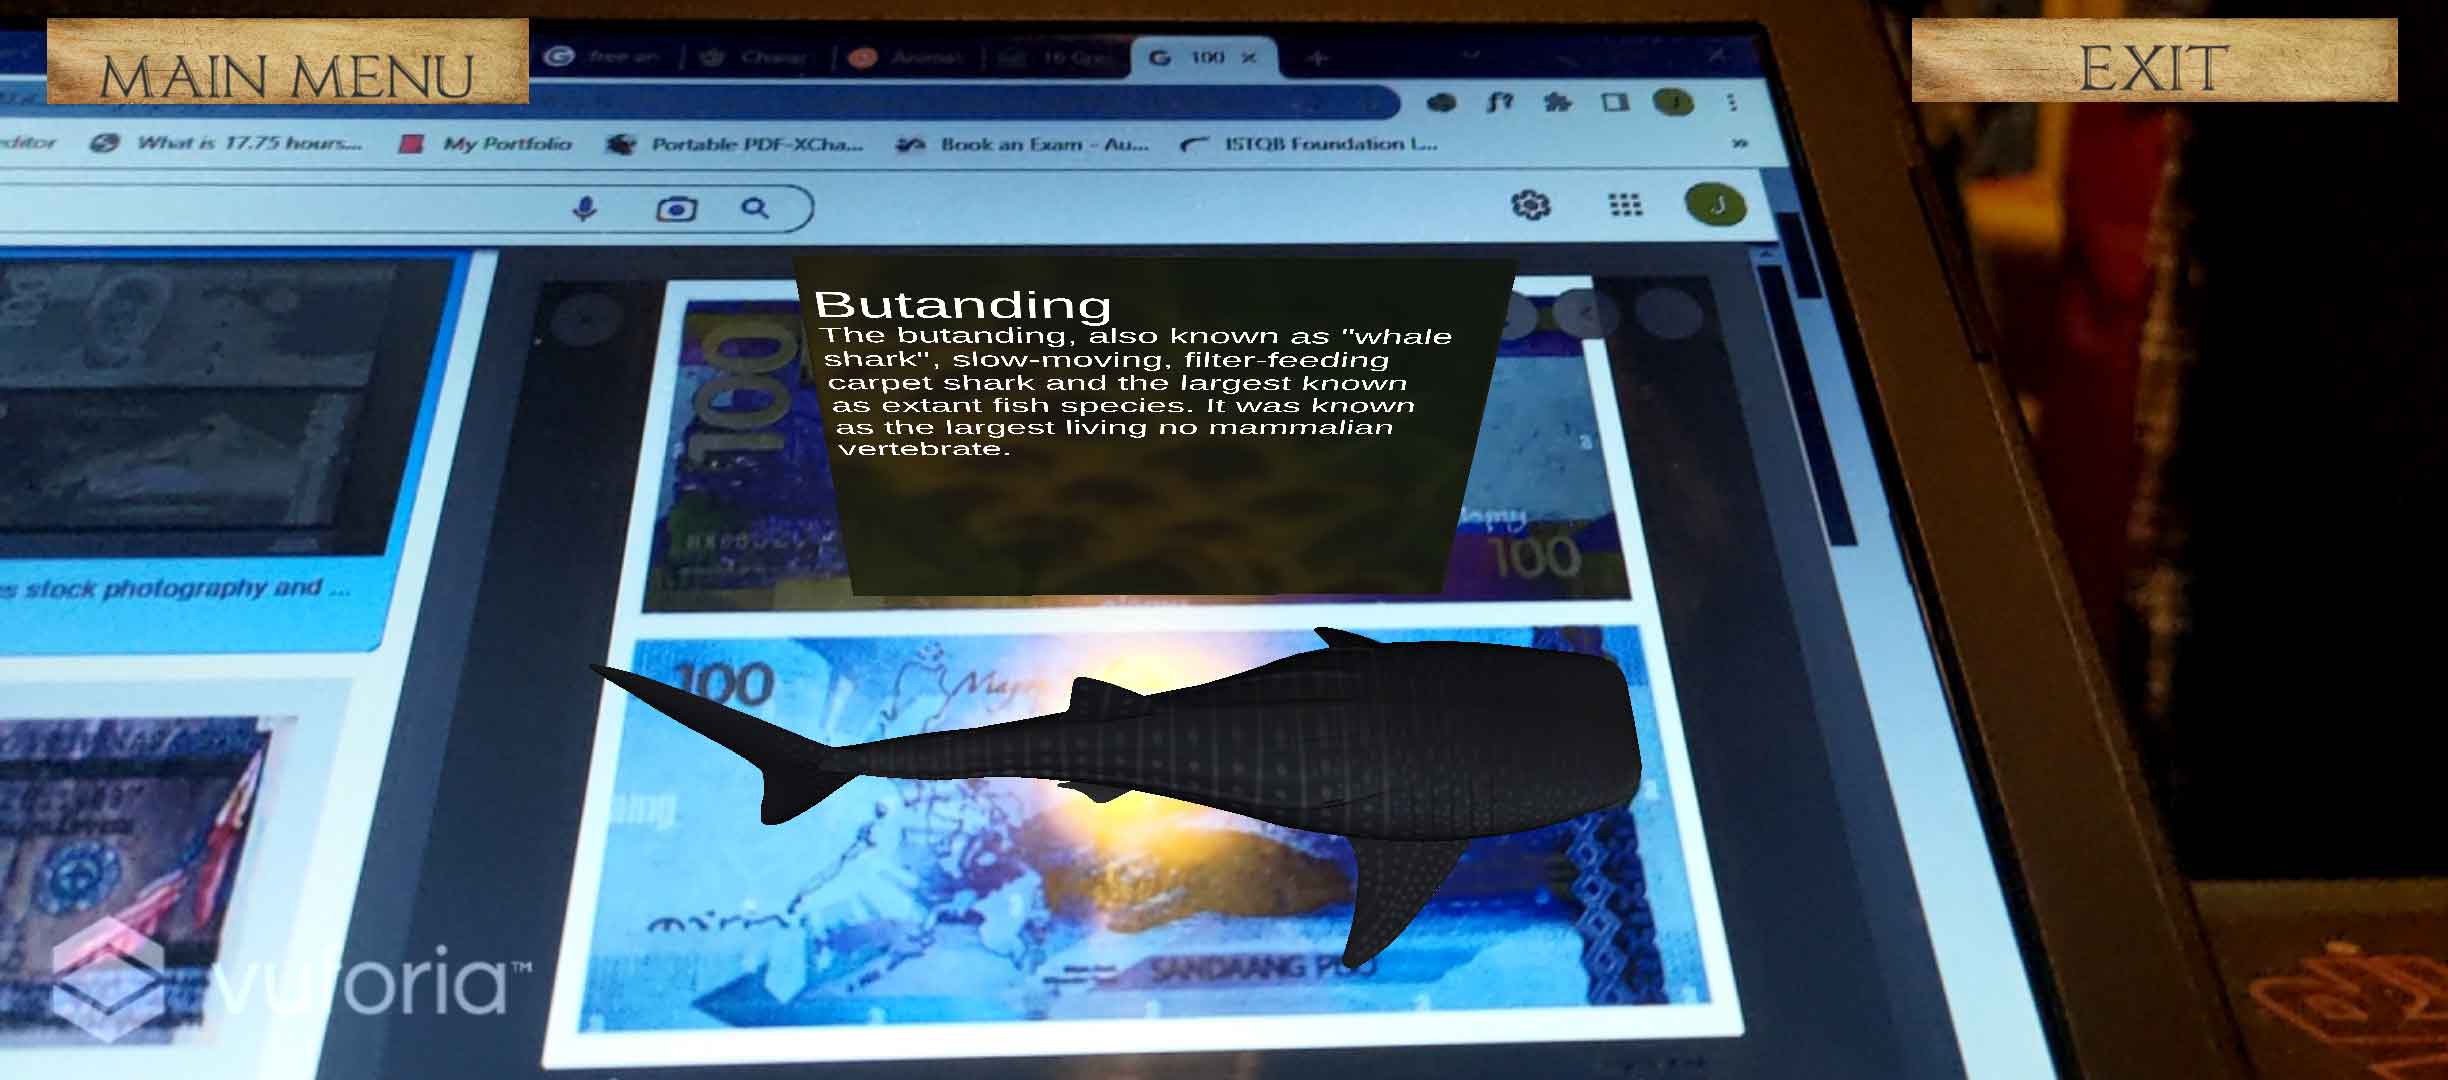 MAIN MENU
EXIT
100
What is 17.75 hours...
My Portfolio
Portable PDF-XCha...
Book an Exam - Au...
ISTQB Foundation L...
»
J
Butanding
The butanding, also known as "whale
shark", slow-moving, filter-feeding
carpet shark and the largest known
as extant fish species. It was known
as the largest living no mammalian
vertebrate.
100
100
stock photography and ...
100
SANDAANG
vuforia™